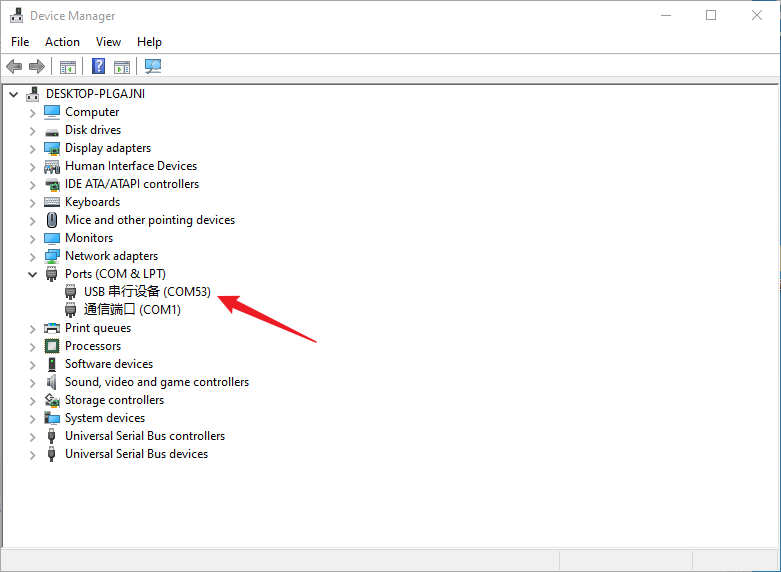 Device Manager
File Action View Help
DESKTOP-PLGAJNI
Computer
Disk drives
Display adapters
Human Interface Devices
IDE ATA/ATAPI controllers
Keyboards
Mice and other pointing devices
Monitors
Network adapters
Ports (COM & LPT)
USB 串行设备 (COM53)
通信端口 (COM1)
Print queues
Processors
Software devices
Sound, video and game controllers
Storage controllers
System devices
Universal Serial Bus controllers
Universal Serial Bus devices